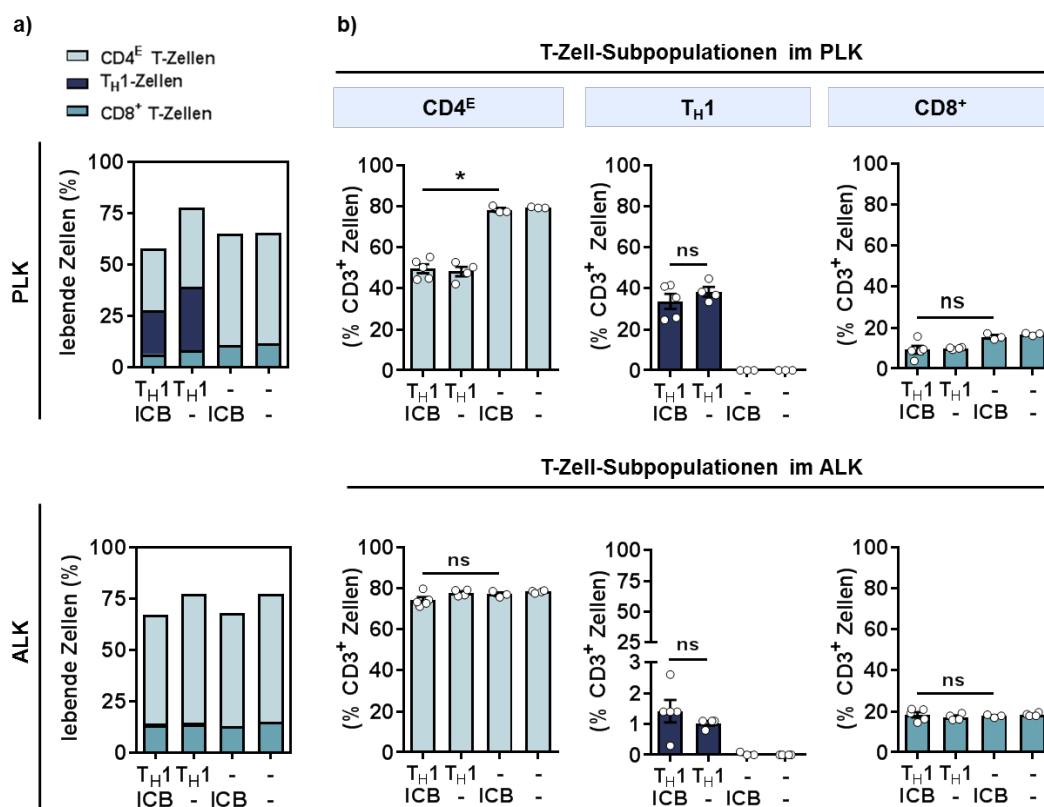 a)
CD4ᴱ T-Zellen
T_H1-Zellen
CD8⁺ T-Zellen
b)
T-Zell-Subpopulationen im PLK
CD4ᴱ
T_H1
CD8⁺
PLK
lebende Zellen (%)
100
75
50
25
0
T_H1 T_H1 - -
ICB - ICB -
(% CD3⁺ Zellen)
100
80
60
40
20
0
*
T_H1 T_H1 - -
ICB - ICB -
(% CD3⁺ Zellen)
100
80
60
40
20
0
ns
T_H1 T_H1 - -
ICB - ICB -
(% CD3⁺ Zellen)
100
80
60
40
20
0
ns
T_H1 T_H1 - -
ICB - ICB -
T-Zell-Subpopulationen im ALK
ALK
lebende Zellen (%)
100
75
50
25
0
T_H1 T_H1 - -
ICB - ICB -
(% CD3⁺ Zellen)
100
80
60
40
20
0
ns
T_H1 T_H1 - -
ICB - ICB -
(% CD3⁺ Zellen)
100
75
50
25
3
2
1
0
ns
T_H1 T_H1 - -
ICB - ICB -
(% CD3⁺ Zellen)
100
80
60
40
20
0
ns
T_H1 T_H1 - -
ICB - ICB -